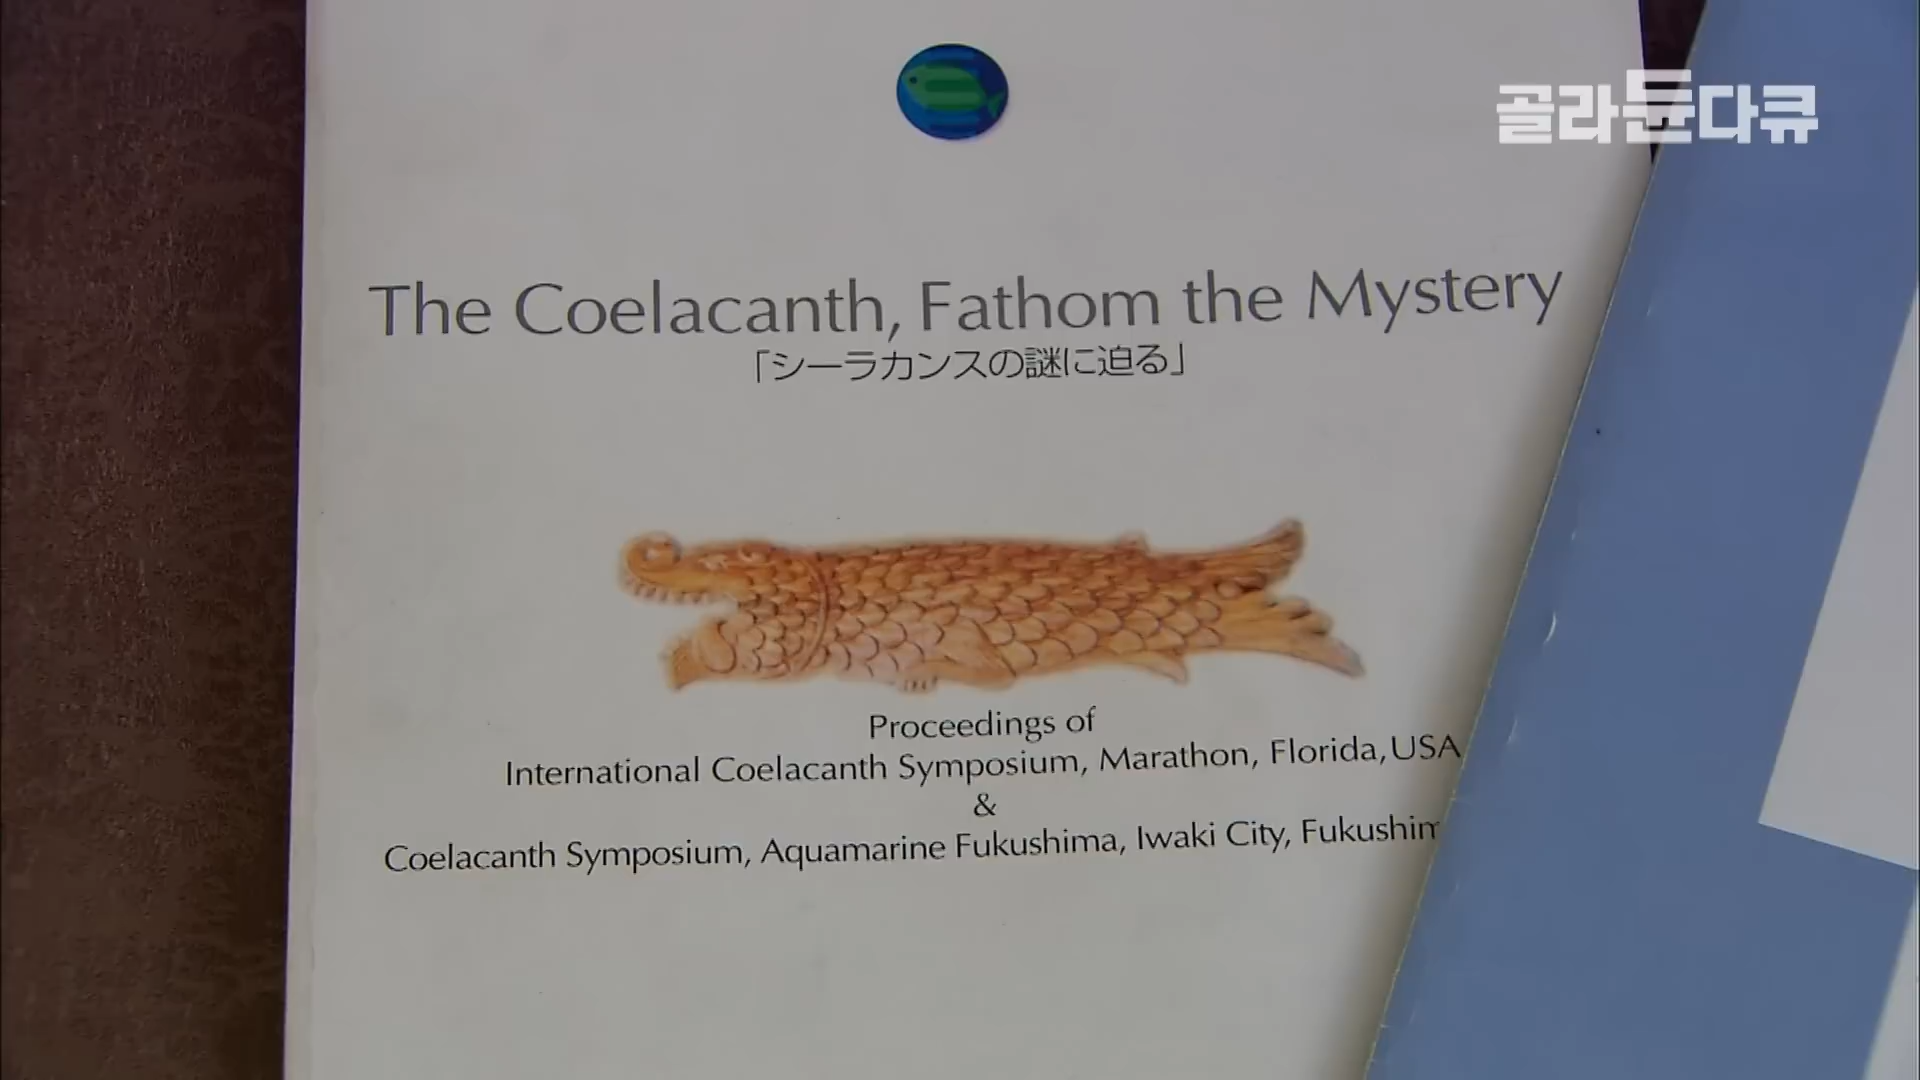 골라듄다큐
The Coelacanth, Fathom the Mystery
「シーラカンスの謎に迫る」
Proceedings of
International Coelacanth Symposium, Marathon, Florida, USA
&
Coelacanth Symposium, Aquamarine Fukushima, Iwaki City,